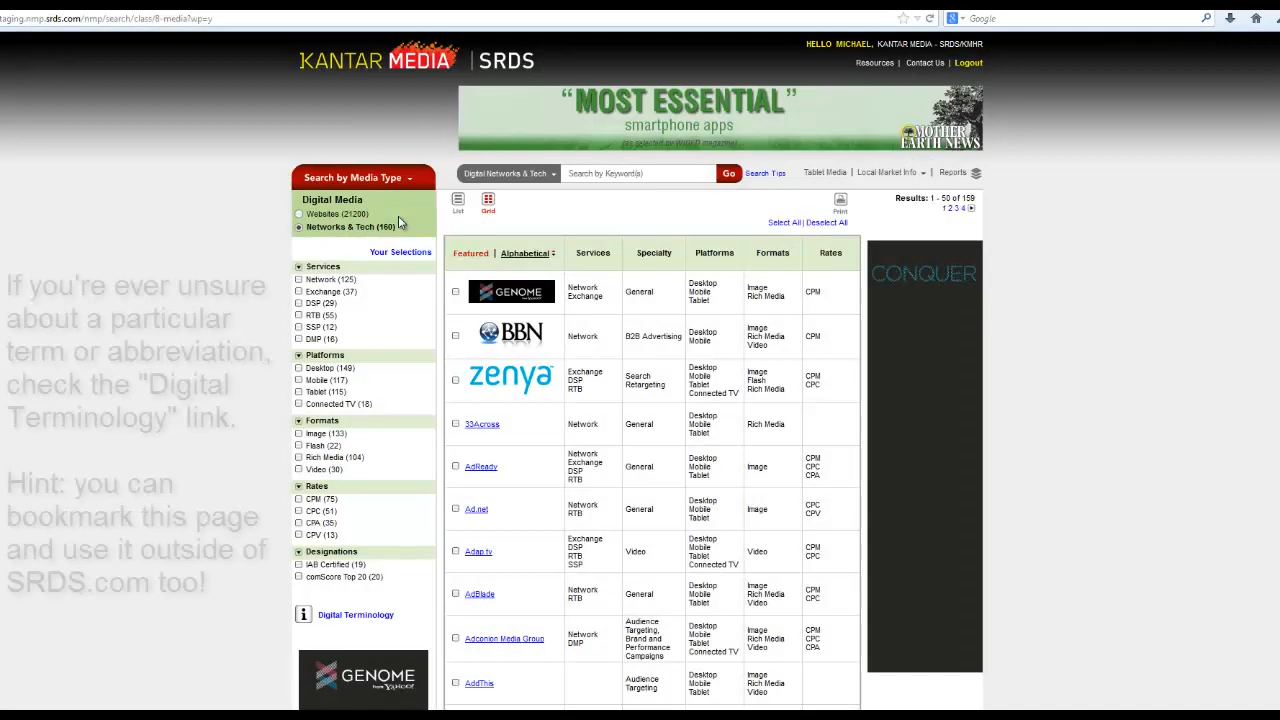 taging.nmp.srds.com/nmp/search/class/8-media?wp=y
Google
KANTAR MEDIA | SRDS
HELLO MICHAEL, KANTAR MEDIA - SRDS/KMHR
Resources | Contact Us | Logout
"MOST ESSENTIAL"
smartphone apps
(as selected by WIRED magazine)
MOTHER
EARTH NEWS
Search by Media Type
Digital Networks & Tech
Search by Keyword(s)
Go
Search Tips
Tablet Media | Local Market Info | Reports
Digital Media
Websites (21200)
Networks & Tech (160)
List
Grid
Print
Results: 1 - 50 of 159
1 2 3 4
Select All | Deselect All
Your Selections
Services
Network (125)
Exchange (37)
DSP (29)
RTB (55)
SSP (12)
DMP (16)
Platforms
Desktop (149)
Mobile (117)
Tablet (115)
Connected TV (18)
Formats
Image (133)
Flash (22)
Rich Media (104)
Video (30)
Rates
CPM (75)
CPC (51)
CPA (35)
CPV (13)
Designations
IAB Certified (19)
comScore Top 20 (20)
Digital Terminology
GENOME
from YAHOO!
If you're ever unsure
about a particular
term or abbreviation,
check the "Digital
Terminology" link.
Hint: you can
bookmark this page
and use it outside of
SRDS.com too!
Featured | Alphabetical Services Specialty Platforms Formats Rates
GENOME
Network
Exchange
General
Desktop
Mobile
Tablet
Image
Rich Media
CPM
BBN
B2B Advertising
Desktop
Mobile
Image
Rich Media
Video
CPM
zenya
Exchange
DSP
RTB
Search
Retargeting
Desktop
Mobile
Tablet
Connected TV
Image
Flash
Rich Media
CPM
CPC
33Across
Network
General
Desktop
Mobile
Tablet
Rich Media
AdReady
Network
Exchange
DSP
RTB
General
Desktop
Mobile
Tablet
Image
CPM
CPC
CPA
Ad.net
Network
RTB
General
Desktop
Mobile
Tablet
Image
CPC
CPV
Adap.tv
Exchange
DSP
RTB
SSP
Video
Desktop
Mobile
Tablet
Connected TV
Video
CPM
CPC
AdBlade
Network
RTB
General
Desktop
Mobile
Tablet
Image
Rich Media
Video
CPM
CPC
Adconion Media Group
Network
DMP
Audience
Targeting,
Brand and
Performance
Campaigns
Desktop
Mobile
Tablet
Connected TV
Image
Rich Media
Video
CPM
CPC
CPA
AddThis
Audience
Targeting
Desktop
Mobile
Tablet
Image
Rich Media
Video
CONQUER